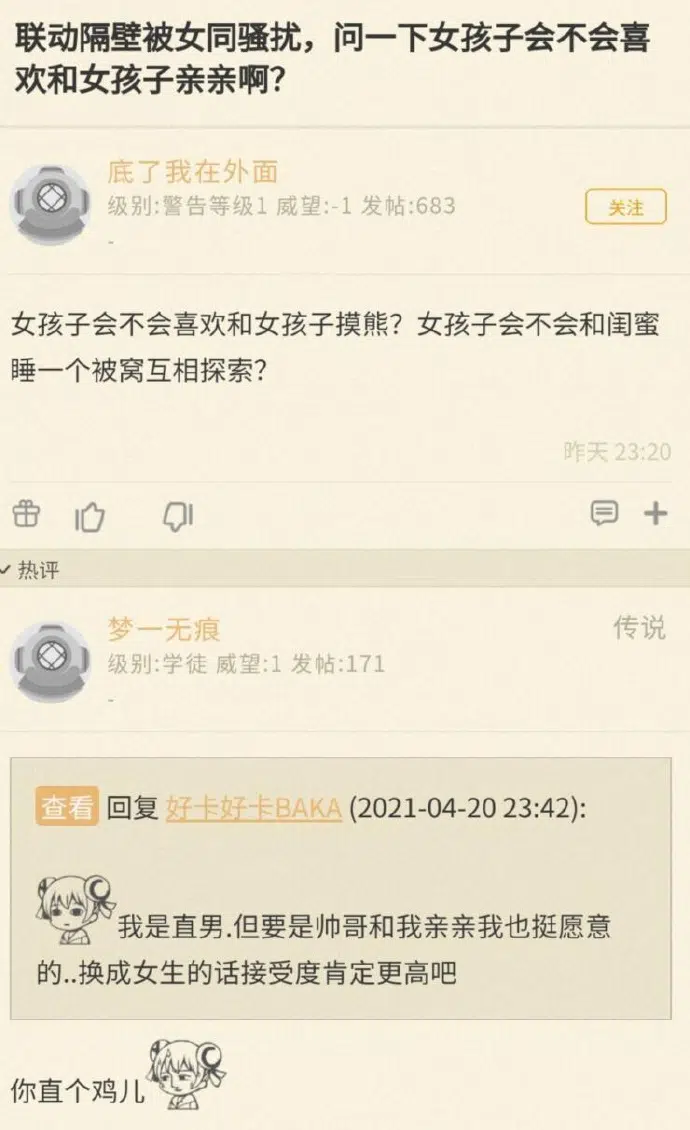 联动隔壁被女同骚扰，问一下女孩子会不会喜
欢和女孩子亲亲啊？
底了我在外面
级别:警告等级1 威望:-1 发帖:683
关注
-
女孩子会不会喜欢和女孩子摸熊？女孩子会不会和闺蜜
睡一个被窝互相探索？
昨天 23:20
热评
梦一无痕
传说
级别:学徒 威望:1 发帖:171
-
查看 回复 好卡好卡BAKA (2021-04-20 23:42):
我是直男.但要是帅哥和我亲亲我也挺愿意
的..换成女生的话接受度肯定更高吧
你直个鸡儿